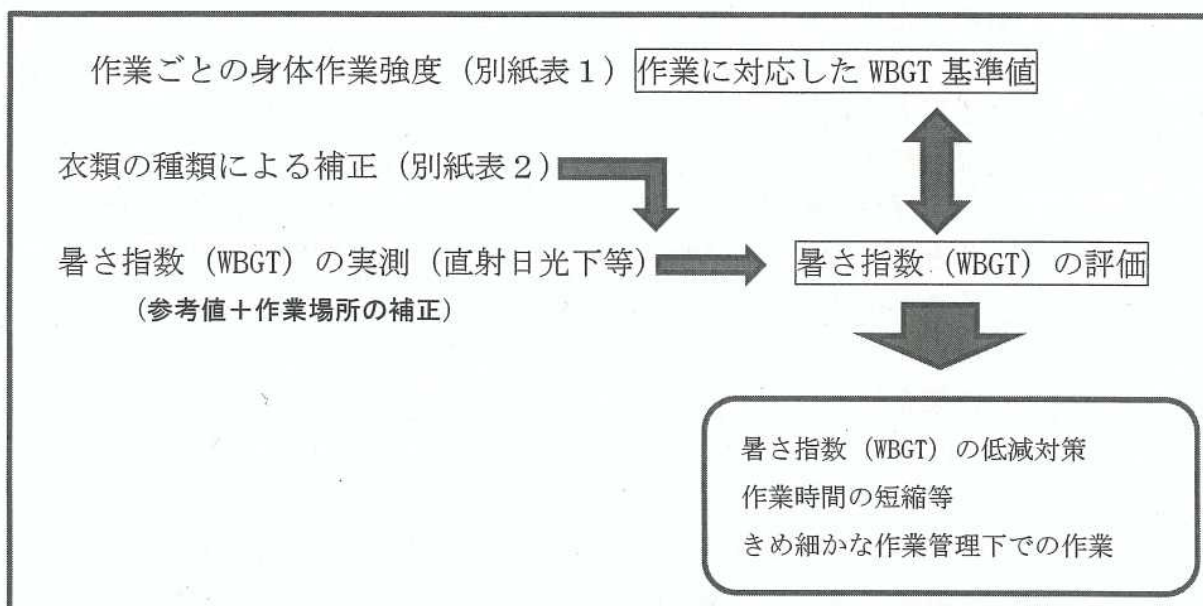 作業ごとの身体作業強度（別紙表１）作業に対応した WBGT 基準値
衣類の種類による補正（別紙表２）
暑さ指数（WBGT）の実測（直射日光下等）
暑さ指数（WBGT）の評価
（参考値＋作業場所の補正）
暑さ指数（WBGT）の低減対策
作業時間の短縮等
きめ細かな作業管理下での作業